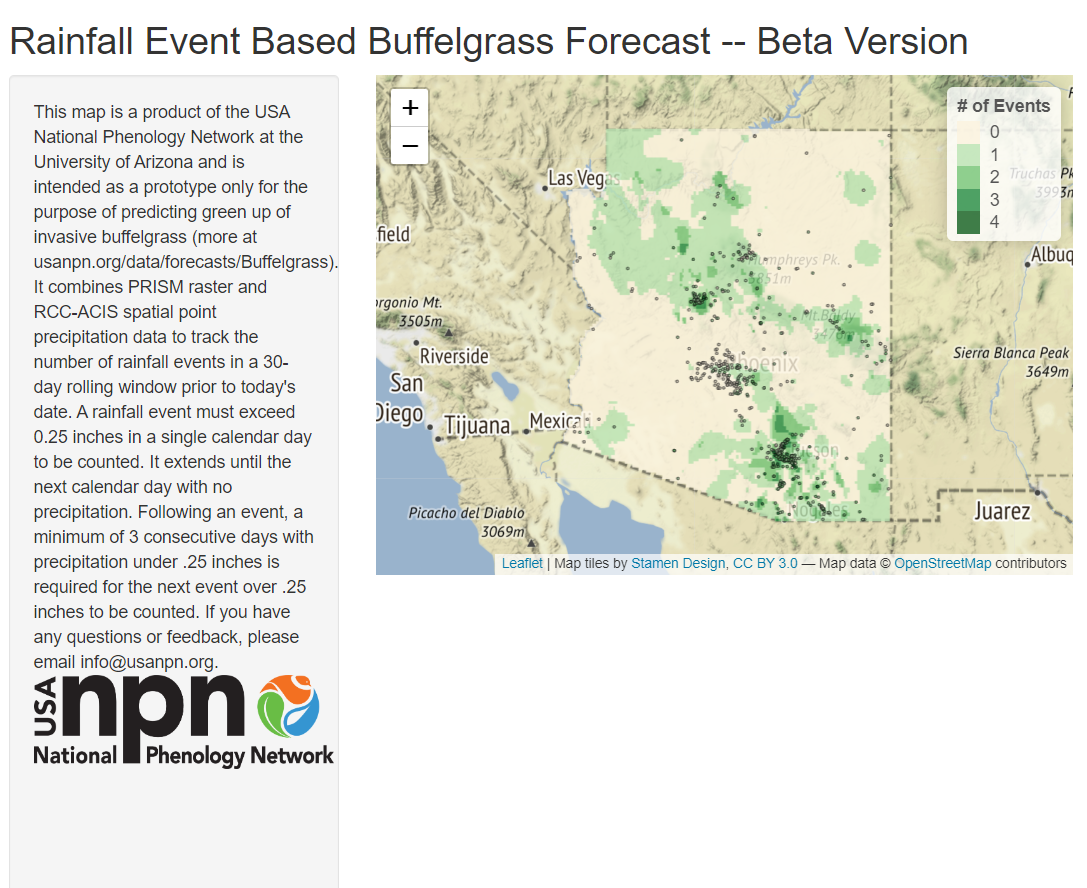 Rainfall Event Based Buffelgrass Forecast -- Beta Version
This map is a product of the USA
National Phenology Network at the
University of Arizona and is
intended as a prototype only for the
purpose of predicting green up of
invasive buffelgrass (more at
usanpn.org/data/forecasts/Buffelgrass).
It combines PRISM raster and
RCC-ACIS spatial point
precipitation data to track the
number of rainfall events in a 30-
day rolling window prior to today's
date. A rainfall event must exceed
0.25 inches in a single calendar day
to be counted. It extends until the
next calendar day with no
precipitation. Following an event, a
minimum of 3 consecutive days with
precipitation under .25 inches is
required for the next event over .25
inches to be counted. If you have
any questions or feedback, please
email info@usanpn.org.
USA npn
National Phenology Network
+
−
# of Events
0
1
2
3
4
Las Vegas
field
Humphreys Pk.
3851m
Truchas Pk
3993m
Albuq
orgonio Mt.
3505m
Riverside
Mt.Baldy
Phoenix
Sierra Blanca Peak
3649m
San
Diego
Tijuana
Mexicali
Tucson
Picacho del Diablo
3069m
Nogales
Juarez
Leaflet | Map tiles by Stamen Design, CC BY 3.0 — Map data © OpenStreetMap contributors